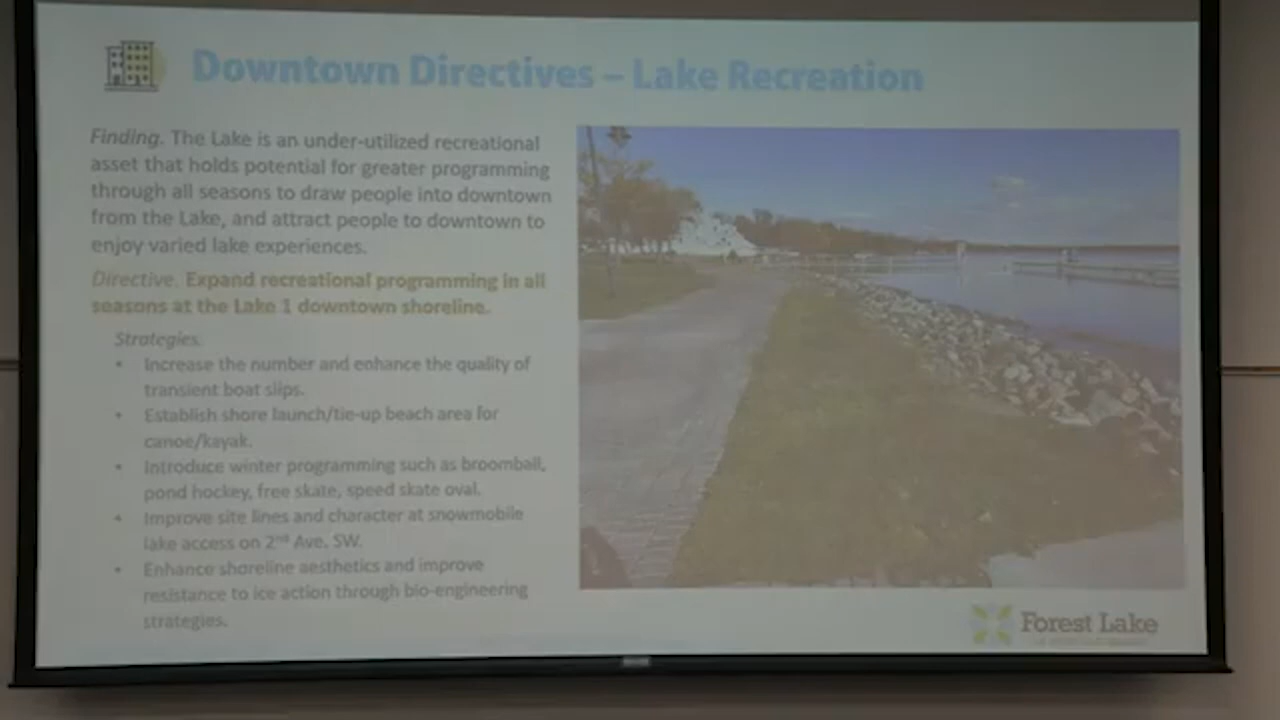 Downtown Directives – Lake Recreation
Finding. The Lake is an under-utilized recreational
asset that holds potential for greater programming
through all seasons to draw people into downtown
from the Lake, and attract people to downtown to
enjoy varied lake experiences.
Directive. Expand recreational programming in all
seasons at the Lake 1 downtown shoreline.
Strategies:
• Increase the number and enhance the quality of
transient boat slips.
• Establish shore launch/tie-up beach area for
canoe/kayak.
• Introduce winter programming such as broomball,
pond hockey, free skate, speed skate oval.
• Improve site lines and character at snowmobile
lake access on 2nd Ave. SW.
• Enhance shoreline aesthetics and improve
resistance to ice action through bio-engineering
strategies.
Forest Lake